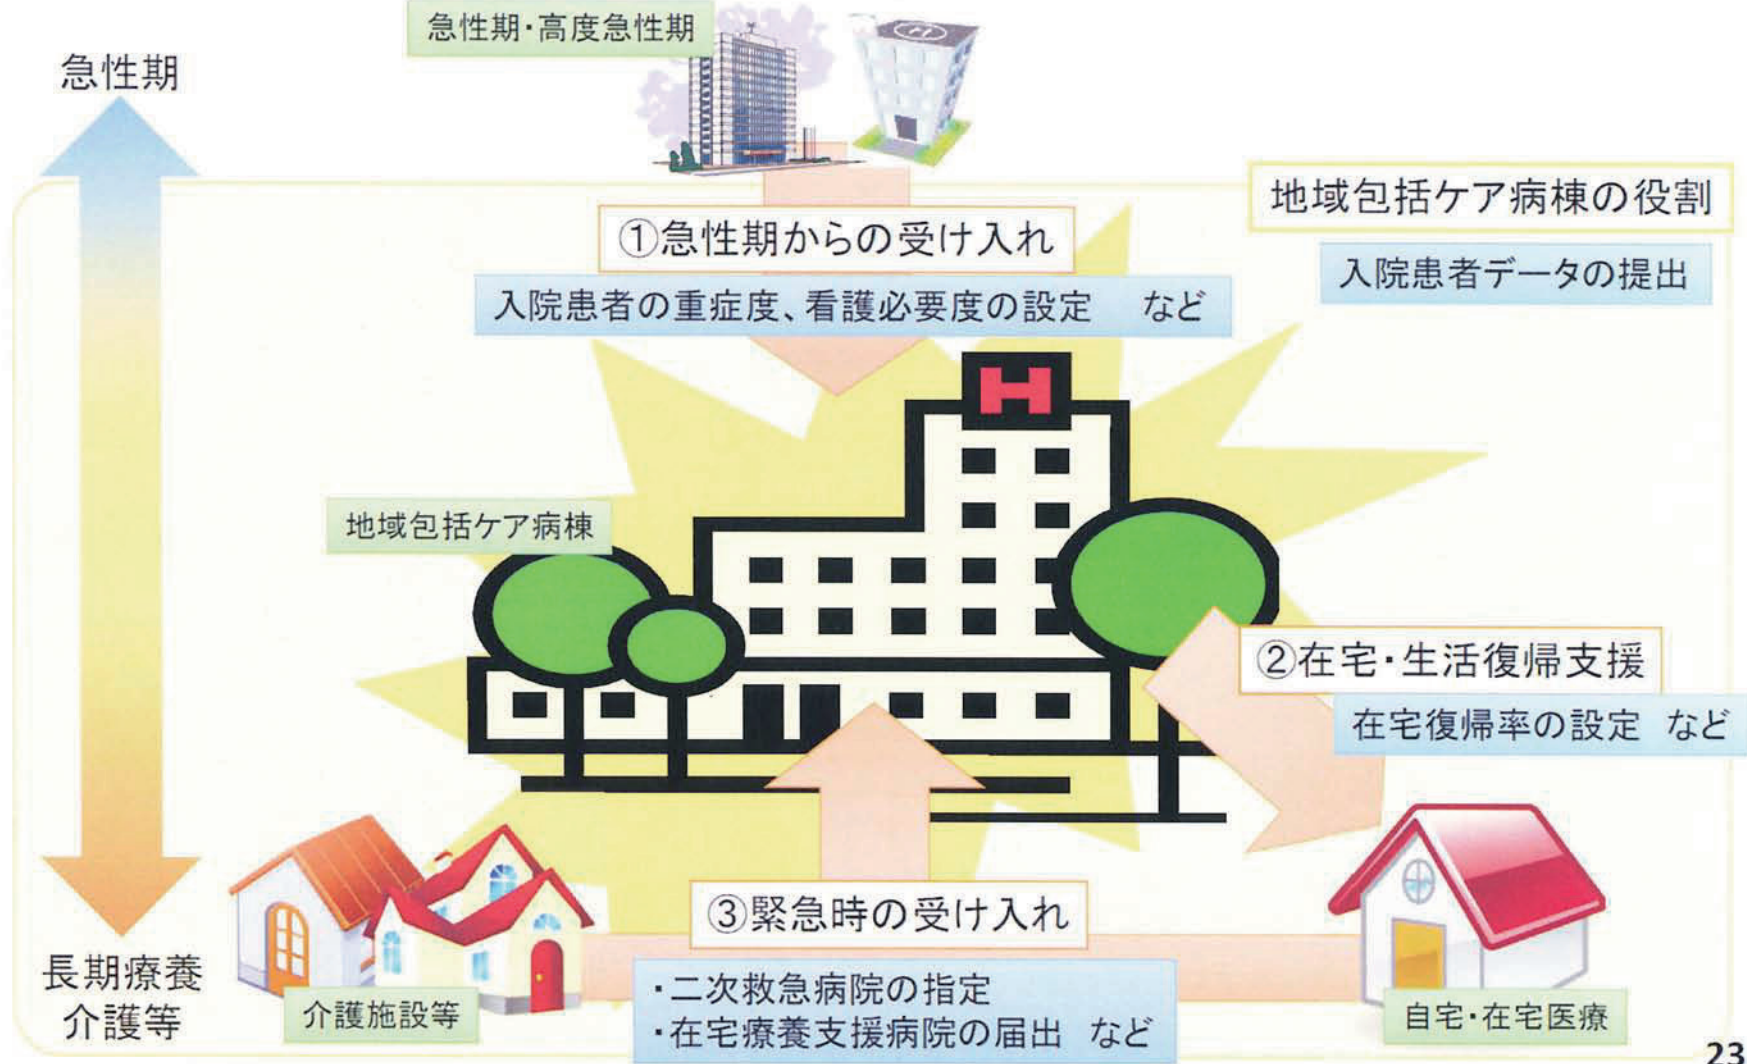 急性期・高度急性期
急性期
地域包括ケア病棟の役割
①急性期からの受け入れ
入院患者データの提出
入院患者の重症度、看護必要度の設定　など
H
H
地域包括ケア病棟
②在宅・生活復帰支援
在宅復帰率の設定　など
③緊急時の受け入れ
長期療養
介護等
介護施設等
・二次救急病院の指定
・在宅療養支援病院の届出　など
自宅・在宅医療
23